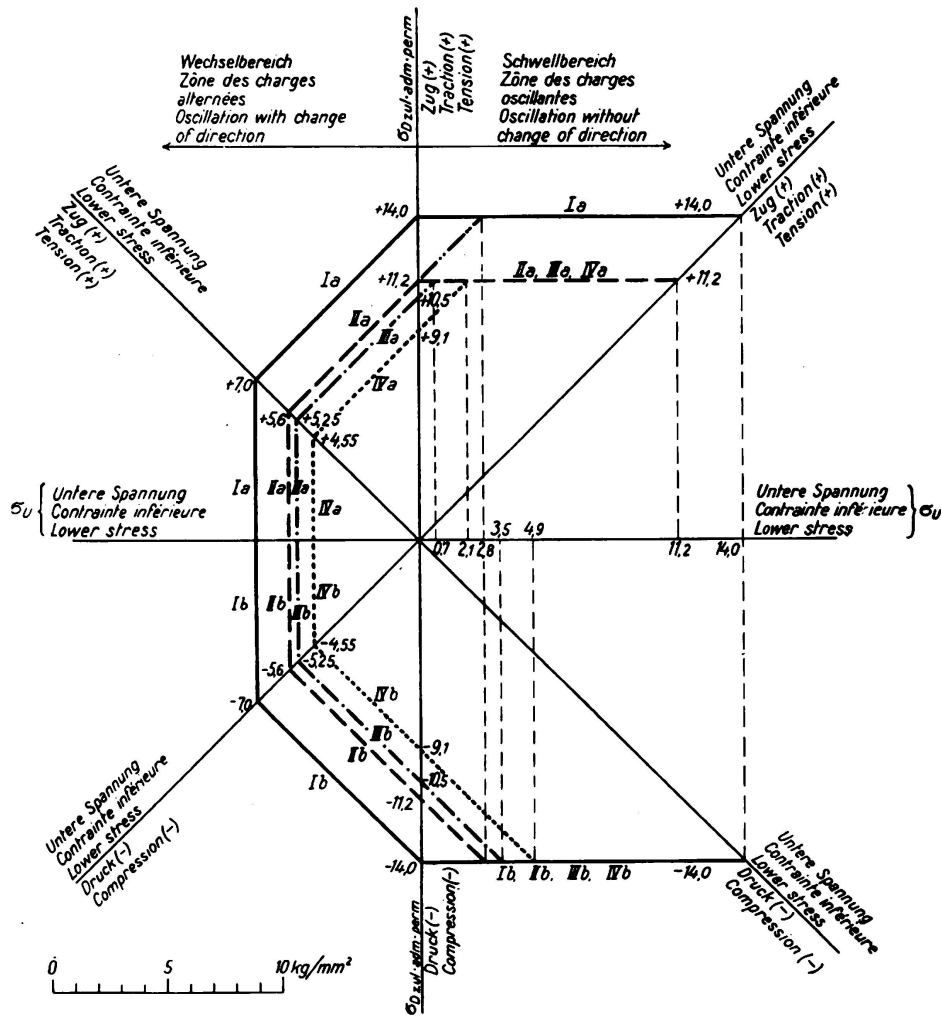 Wechselbereich
Zône des charges
alternées
Oscillation with change
of direction
σDzul·adm·perm
Zug (+)
Traction (+)
Tension (+)
Schwellbereich
Zône des charges
oscillantes
Oscillation without
change of direction
Untere Spannung
Contrainte inférieure
Lower stress
Zug (+)
Traction (+)
Tension (+)
Untere Spannung
Contrainte inférieure
Lower stress
Zug (+)
Traction (+)
Tension (+)
+14,0
Ia
+14,0
Ia
+11,2
IIa, IIIa, IVa
+11,2
+10,5
IIa
IIIa
+9,1
IVa
+7,0
+5,6
+5,25
+4,55
Ia
IIa
IIa
IVa
σU { Untere Spannung
Contrainte inférieure
Lower stress
Untere Spannung
Contrainte inférieure
Lower stress } σU
0,7
2,1
2,8
3,5
4,9
11,2
14,0
Ib
IIb
IIb
IVb
-4,55
-5,25
-5,6
-7,0
IVb
IIIb
IIb
-9,1
-10,5
-11,2
Ib
-14,0
Ib,
IIb,
IIIb,
IVb
-14,0
Untere Spannung
Contrainte inférieure
Lower stress
Druck (-)
Compression (-)
σDzul·adm·perm
Druck (-)
Compression (-)
Untere Spannung
Contrainte inférieure
Lower stress
Druck (-)
Compression (-)
0
5
10 kg/mm²